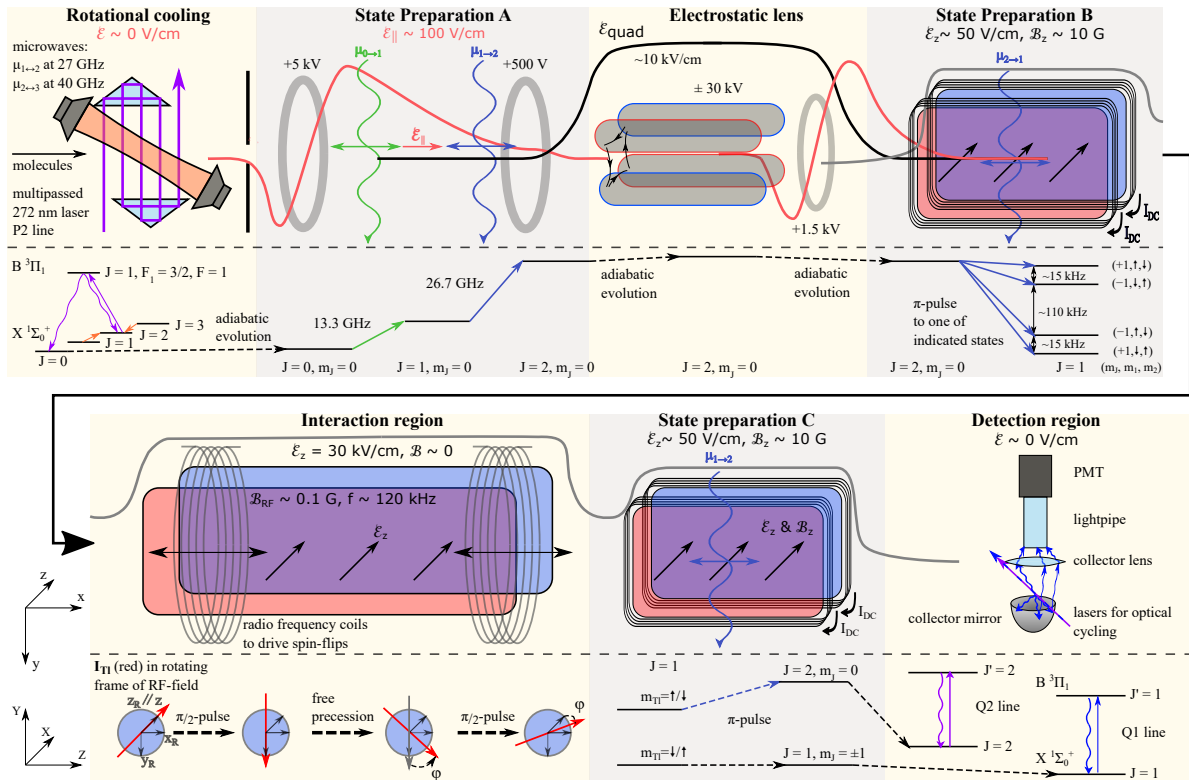 Rotational cooling
ℰ ~ 0 V/cm
microwaves:
μ₁↔₂ at 27 GHz
μ₂↔₃ at 40 GHz
molecules
multipassed
272 nm laser
P2 line
State Preparation A
ℰ∥ ~ 100 V/cm
+5 kV
μ₀→₁
μ₁→₂
+500 V
ℰ∥
Electrostatic lens
ℰquad
~10 kV/cm
± 30 kV
+1.5 kV
State Preparation B
ℰz~ 50 V/cm, ℬz ~ 10 G
μ₂→₁
I_DC
I_DC
B ³Π₁
J = 1, F₁ = 3/2, F = 1
X ¹Σ₀⁺
J = 3
J = 2
J = 1
J = 0
adiabatic
evolution
13.3 GHz
26.7 GHz
J = 0, mJ = 0
J = 1, mJ = 0
J = 2, mJ = 0
adiabatic
evolution
adiabatic
evolution
J = 2, mJ = 0
π-pulse
to one of
indicated states
(+1,↑,↓)
~15 kHz
(−1,↓,↑)
~110 kHz
(−1,↑,↓)
~15 kHz
(+1,↓,↑)
J = 2, mJ = 0
J = 1
(mJ, m₁, m₂)
Interaction region
ℰz = 30 kV/cm, ℬ ~ 0
ℬRF ~ 0.1 G, f ~ 120 kHz
ℰz
radio frequency coils
to drive spin-flips
State preparation C
ℰz~ 50 V/cm, ℬz ~ 10 G
μ₁→₂
ℰz & ℬz
I_DC
I_DC
Detection region
ℰ ~ 0 V/cm
PMT
lightpipe
collector lens
collector mirror
lasers for optical
cycling
z
x
y
I_Tl (red) in rotating
frame of RF-field
zR // z
xR
yR
π/2-pulse
free
precession
φ
π/2-pulse
φ
Y
X
Z
J = 1
J = 2, mJ = 0
mTl=↑/↓
π-pulse
mTl=↓/↑
J = 1, mJ = ±1
J' = 2
Q2 line
J = 2
B ³Π₁
J' = 1
Q1 line
X ¹Σ₀⁺
J = 1